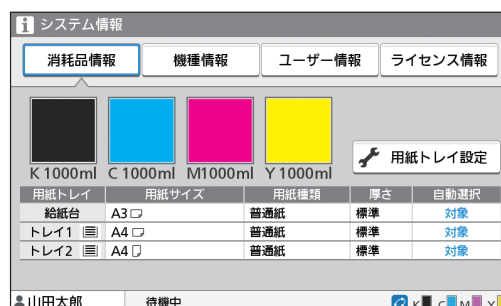 システム情報
消耗品情報 機種情報 ユーザー情報 ライセンス情報
K 1000ml C 1000ml M1000ml Y 1000ml
用紙トレイ設定
用紙トレイ 用紙サイズ 用紙種類 厚さ 自動選択
給紙台 A3 普通紙 標準 対象
トレイ1 A4 普通紙 標準 対象
トレイ2 A4 普通紙 標準 対象
山田太郎 待機中 K C M Y